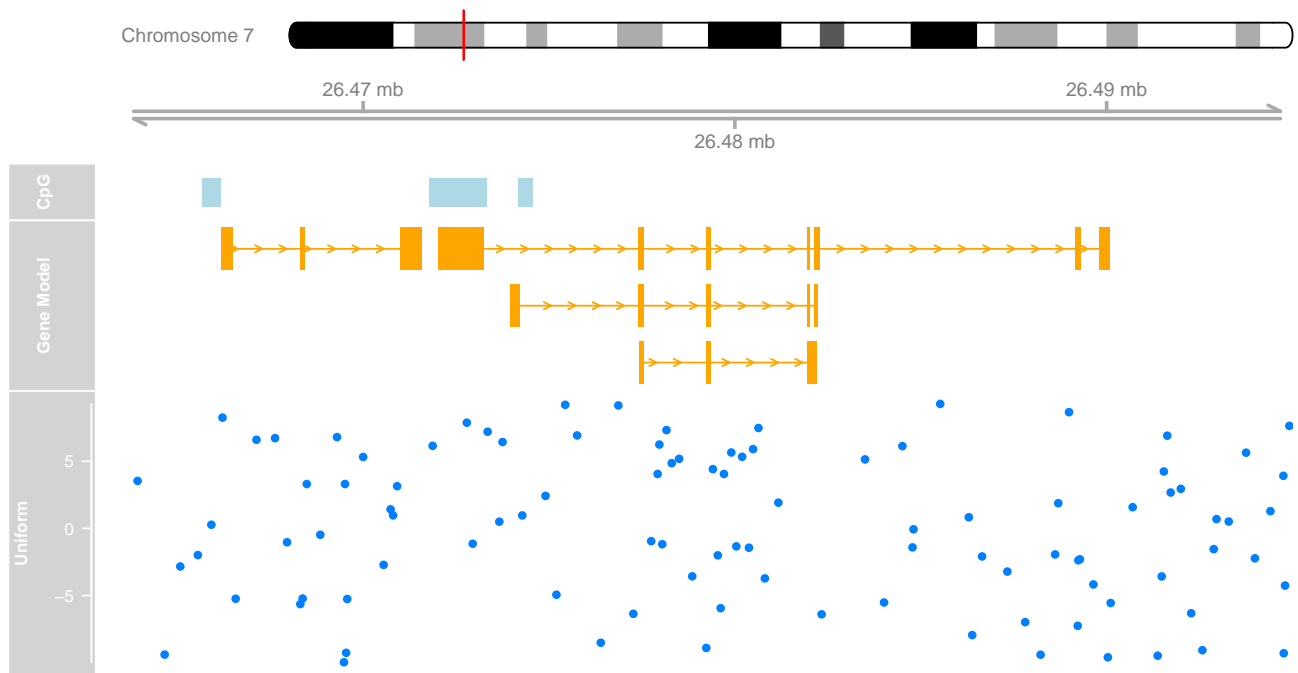 Chromosome 7
26.47 mb
26.49 mb
26.48 mb
CpG
Gene Model
Uniform
5
0
−5